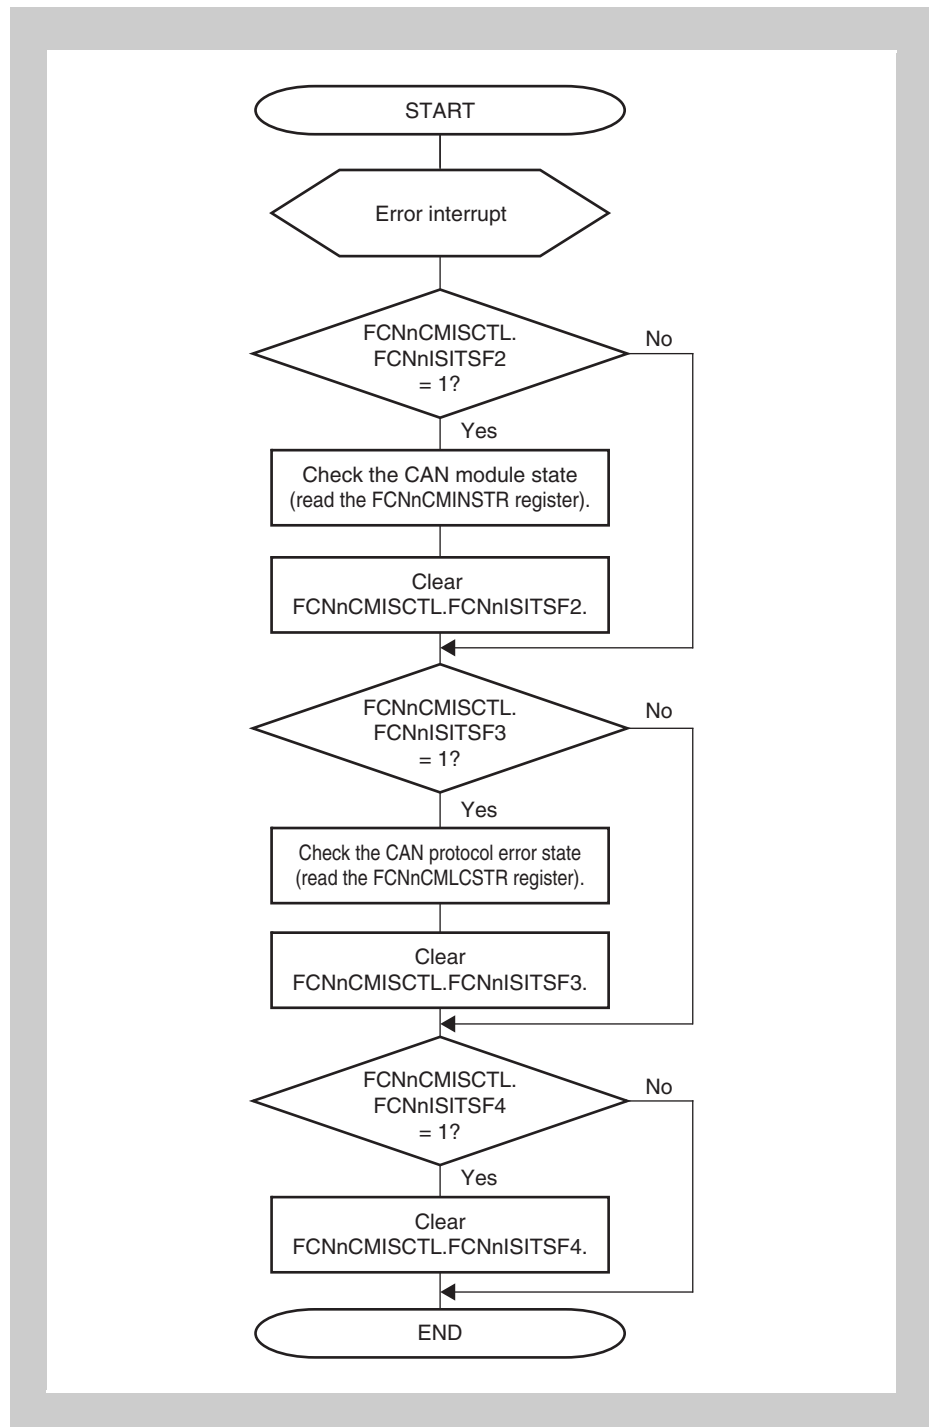 START
Error interrupt
FCNnCMISCTL.
FCNnISITSF2
= 1?
No
Yes
Check the CAN module state
(read the FCNnCMINSTR register).
Clear
FCNnCMISCTL.FCNnISITSF2.
FCNnCMISCTL.
FCNnISITSF3
= 1?
No
Yes
Check the CAN protocol error state
(read the FCNnCMLCSTR register).
Clear
FCNnCMISCTL.FCNnISITSF3.
FCNnCMISCTL.
FCNnISITSF4
= 1?
No
Yes
Clear
FCNnCMISCTL.FCNnISITSF4.
END